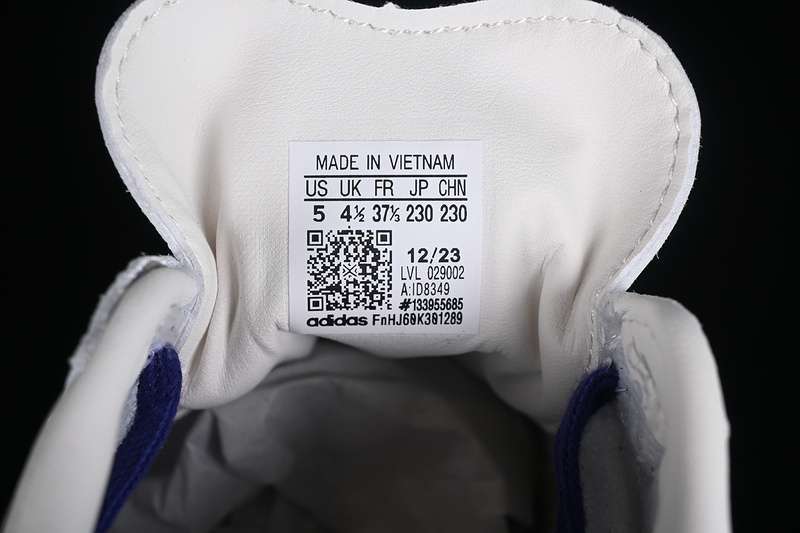 MADE IN VIETNAM
US UK FR JP CHN
5 4½ 37⅓ 230 230
12/23
LVL 029002
A:ID8349
#133955685
adidas FnHJ60K301289